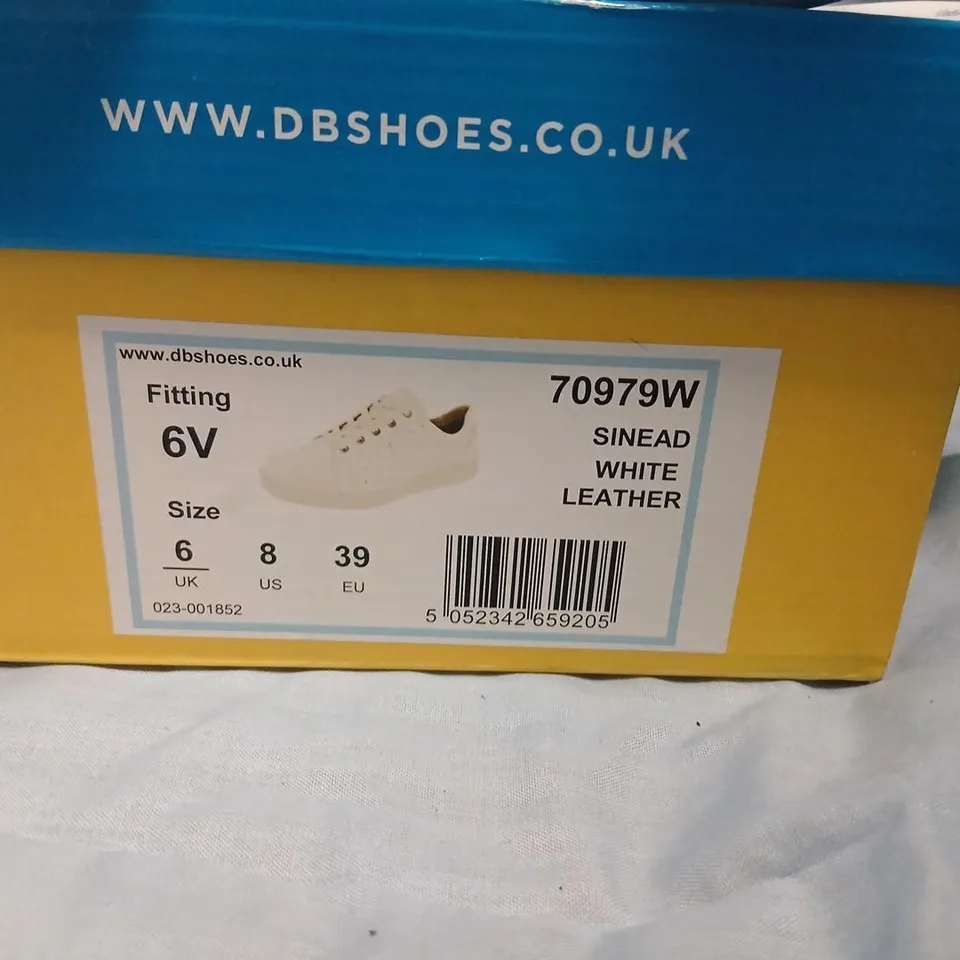 WWW.DBSHOES.CO.UK
www.dbshoes.co.uk
Fitting
6V
70979W
SINEAD
WHITE
LEATHER
Size
6 8 39
UK US EU
023-001852
5 052342 659205